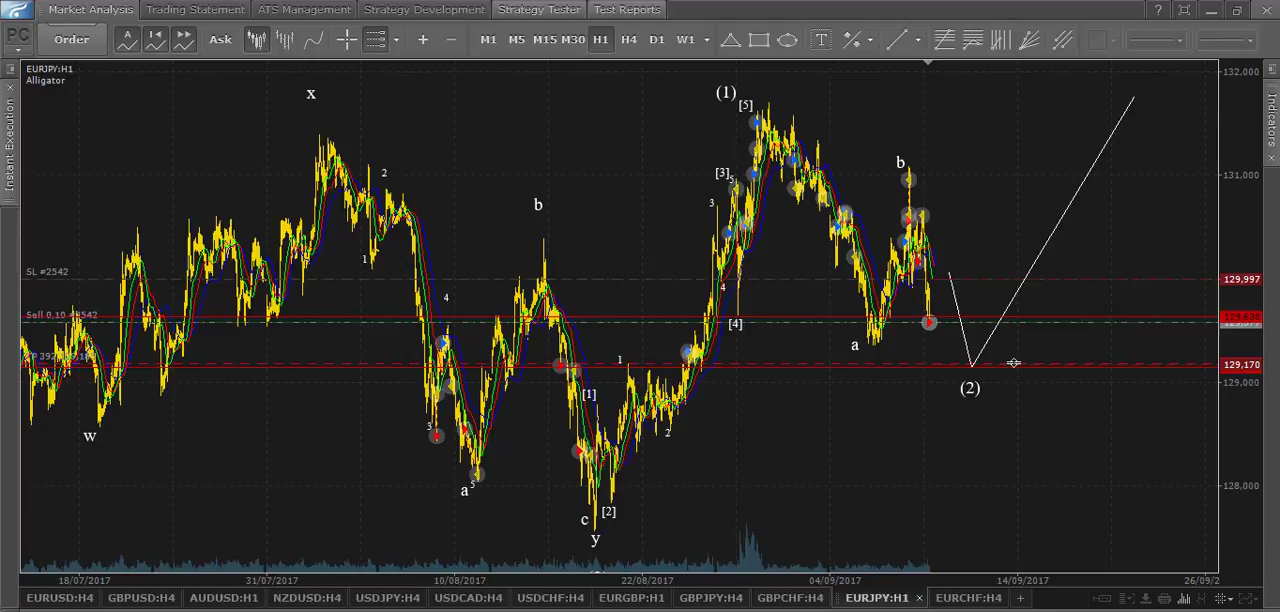 Market Analysis Trading Statement ATS Management Strategy Development Strategy Tester Test Reports ?
PC Order A Ask M1 M5 M15 M30 H1 H4 D1 W1 T
EURJPY:H1
Alligator
Instant Execution
Indicators
132,000
131,000
129,997
129,630
129,170
129,000
128,000
SL #2542
x
2
1
4
3
w
a
5
b
[1]
c
y
[2]
1
2
3
4
[3]
5
[4]
(1)
[5]
a
b
(2)
18/07/2017 31/07/2017 10/08/2017 22/08/2017 04/09/2017 14/09/2017 26/09/2
EURUSD:H4 GBPUSD:H4 AUDUSD:H1 NZDUSD:H4 USDJPY:H4 USDCAD:H4 USDCHF:H4 EURGBP:H1 GBPJPY:H4 GBPCHF:H4 EURJPY:H1 × EURCHF:H4 +